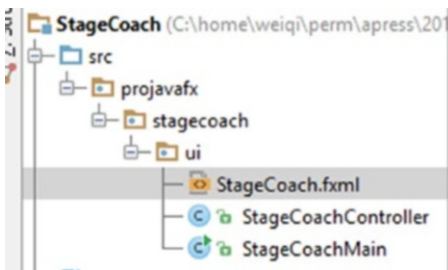 StageCoach (C:\home\weiqi\perm\apress\201
src
projavafx
stagecoach
ui
StageCoach.fxml
StageCoachController
StageCoachMain